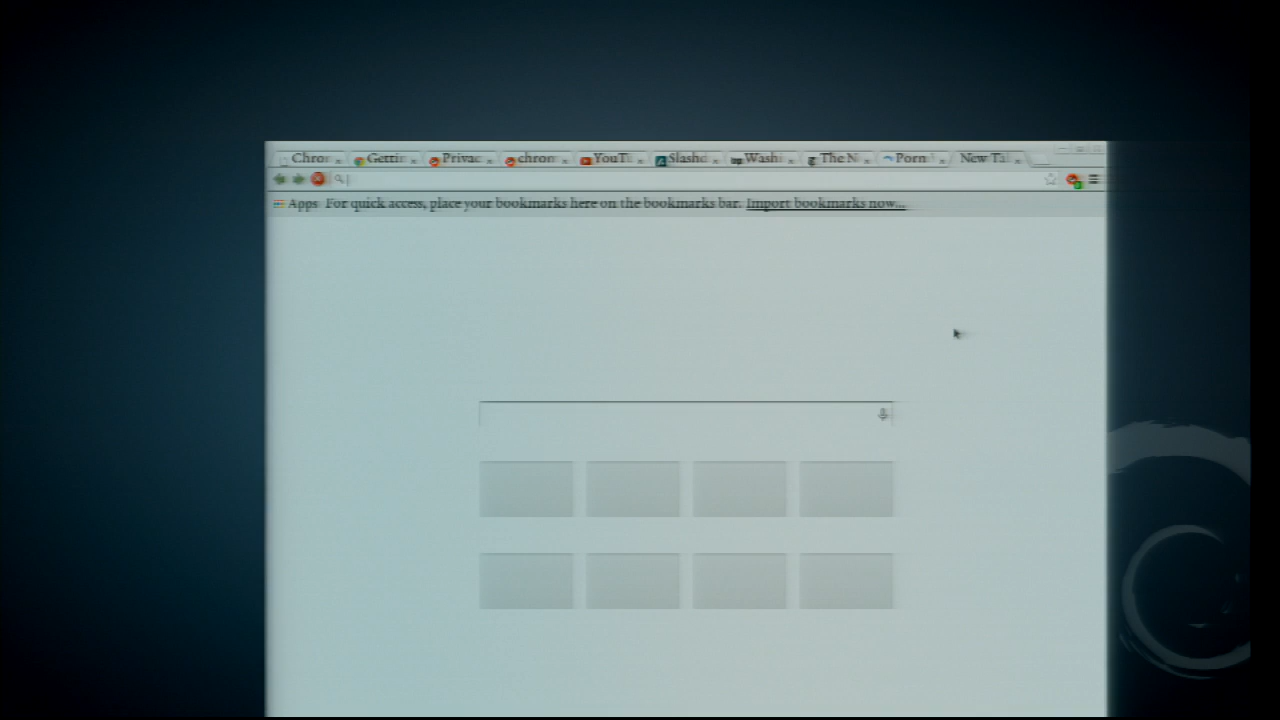 Chron Gettin Privac chrom YouTu Slashd Washi The N Porn New Ta
Apps For quick access, place your bookmarks here on the bookmarks bar. Import bookmarks now...